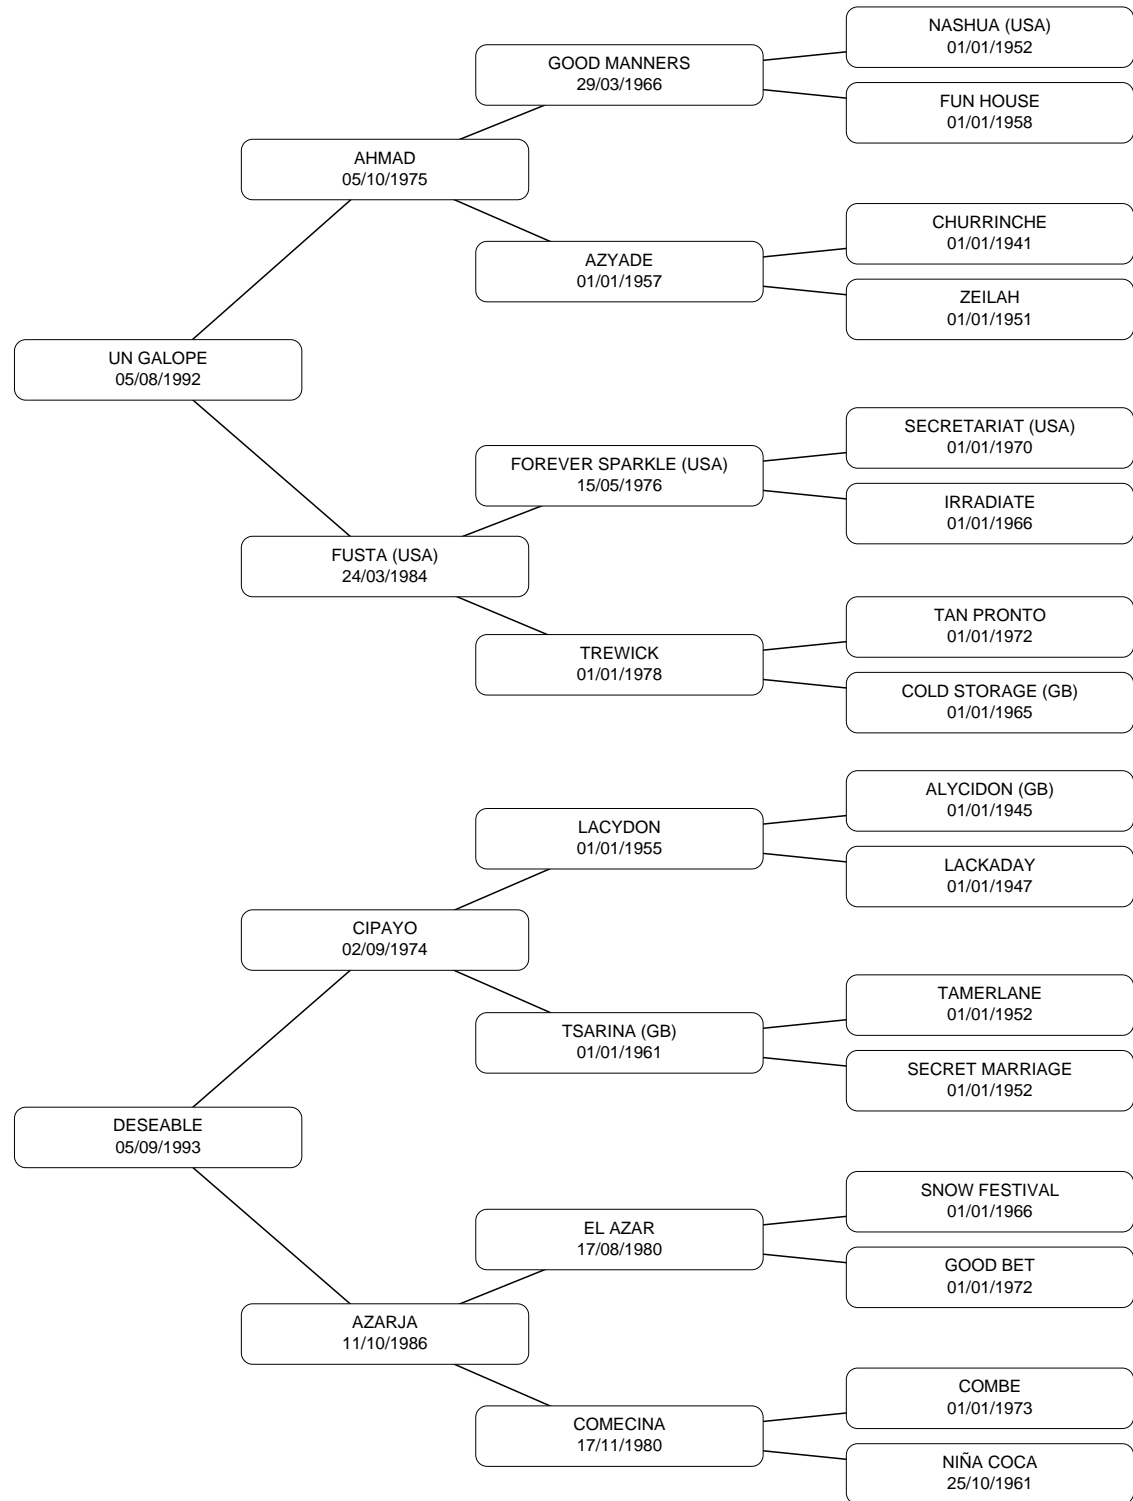 NASHUA (USA)
01/01/1952
GOOD MANNERS
29/03/1966
FUN HOUSE
01/01/1958
AHMAD
05/10/1975
CHURRINCHE
01/01/1941
AZYADE
01/01/1957
ZEILAH
01/01/1951
UN GALOPE
05/08/1992
SECRETARIAT (USA)
01/01/1970
FOREVER SPARKLE (USA)
15/05/1976
IRRADIATE
01/01/1966
FUSTA (USA)
24/03/1984
TAN PRONTO
01/01/1972
TREWICK
01/01/1978
COLD STORAGE (GB)
01/01/1965
ALYCIDON (GB)
01/01/1945
LACYDON
01/01/1955
LACKADAY
01/01/1947
CIPAYO
02/09/1974
TAMERLANE
01/01/1952
TSARINA (GB)
01/01/1961
SECRET MARRIAGE
01/01/1952
DESEABLE
05/09/1993
SNOW FESTIVAL
01/01/1966
EL AZAR
17/08/1980
GOOD BET
01/01/1972
AZARJA
11/10/1986
COMBE
01/01/1973
COMECINA
17/11/1980
NIÑA COCA
25/10/1961